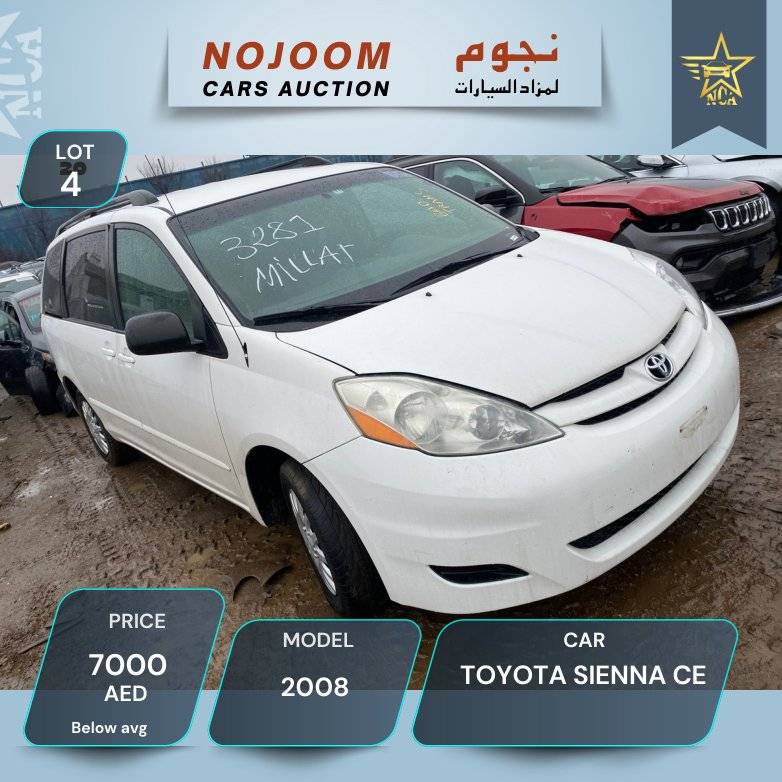 NOJOOM
CARS AUCTION
نجوم
لمزاد السيارات
NCA
NCA
LOT
4
3281
MILLAT
PRICE
7000
AED
Below avg
MODEL
2008
CAR
TOYOTA SIENNA CE